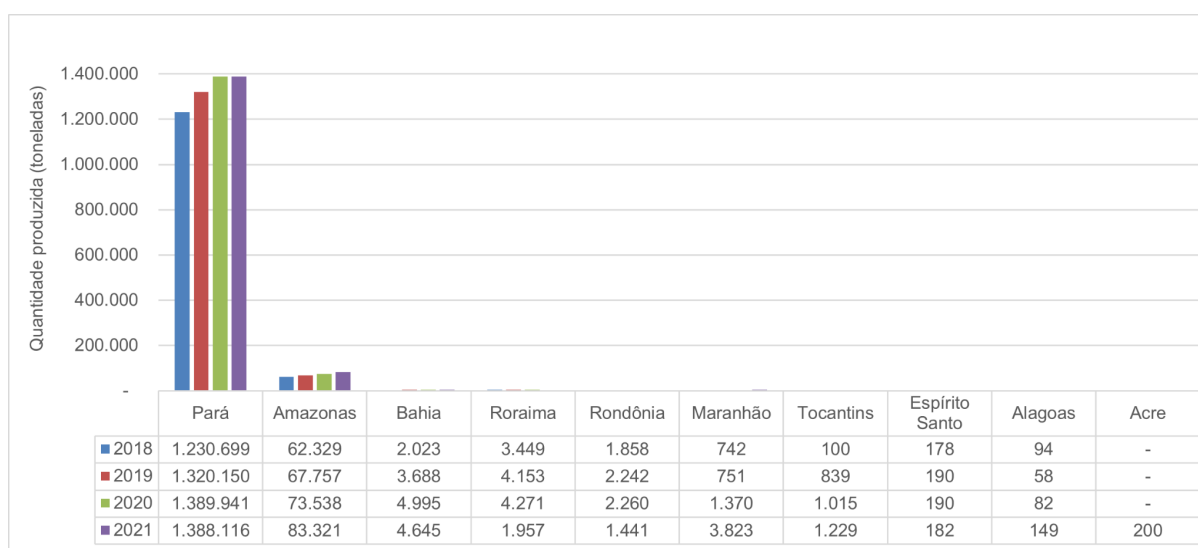 Quantidade produzida (toneladas)
1.400.000
1.200.000
1.000.000
800.000
600.000
400.000
200.000
-
Pará Amazonas Bahia Roraima Rondônia Maranhão Tocantins Espírito Santo Alagoas Acre
2018 1.230.699 62.329 2.023 3.449 1.858 742 100 178 94 -
2019 1.320.150 67.757 3.688 4.153 2.242 751 839 190 58 -
2020 1.389.941 73.538 4.995 4.271 2.260 1.370 1.015 190 82 -
2021 1.388.116 83.321 4.645 1.957 1.441 3.823 1.229 182 149 200